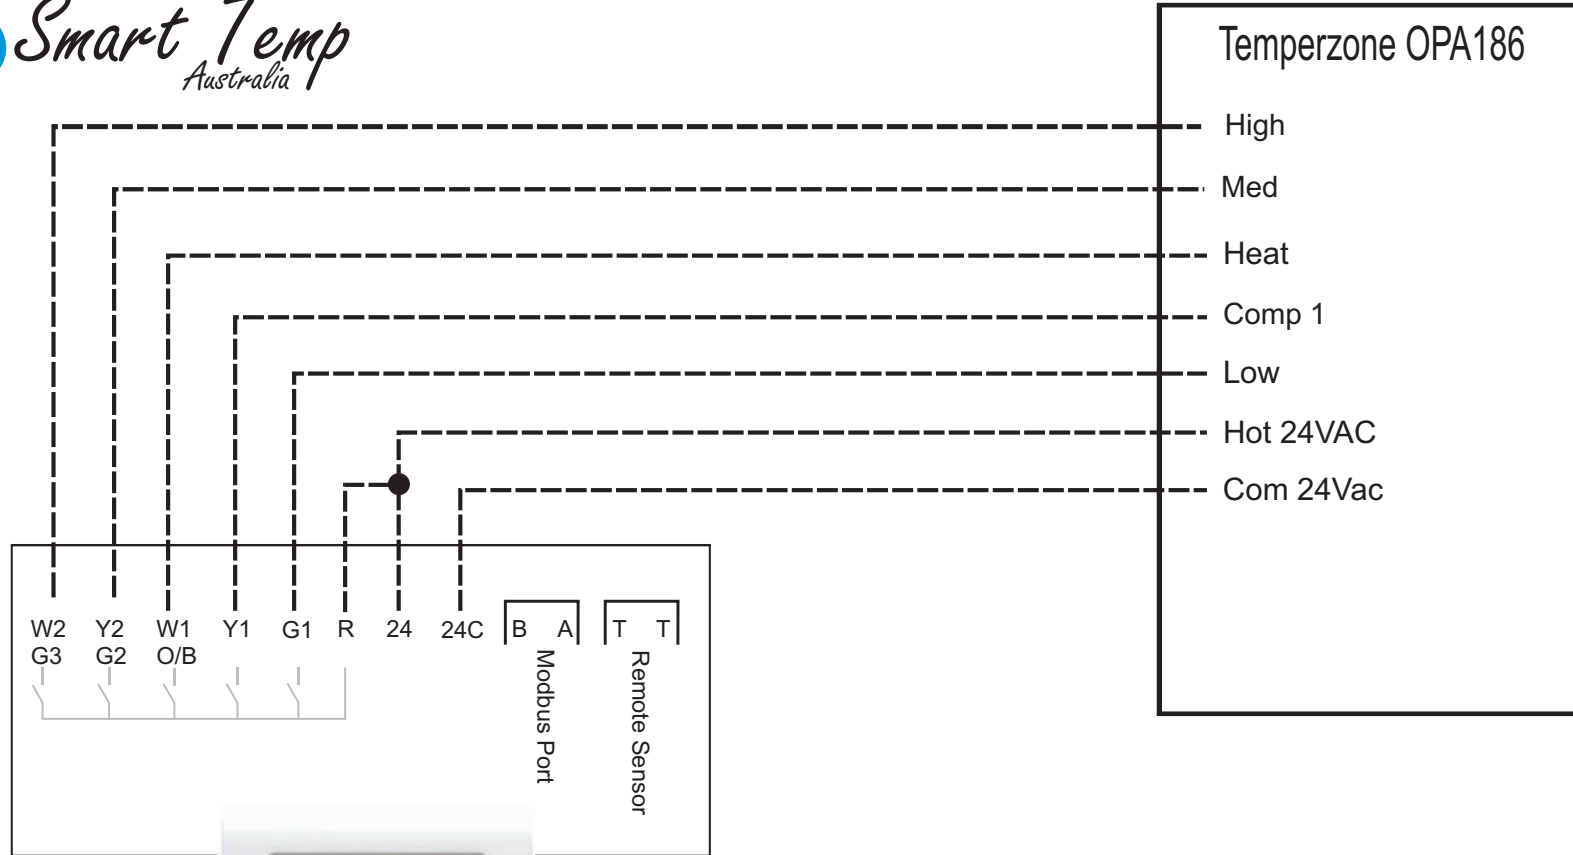 Smart Temp
Australia
Temperzone OPA186
High
Med
Heat
Comp 1
Low
Hot 24VAC
Com 24Vac
W2 Y2 W1 Y1 G1 R 24 24C B A T T
G3 G2 O/B
Modbus Port
Remote Sensor